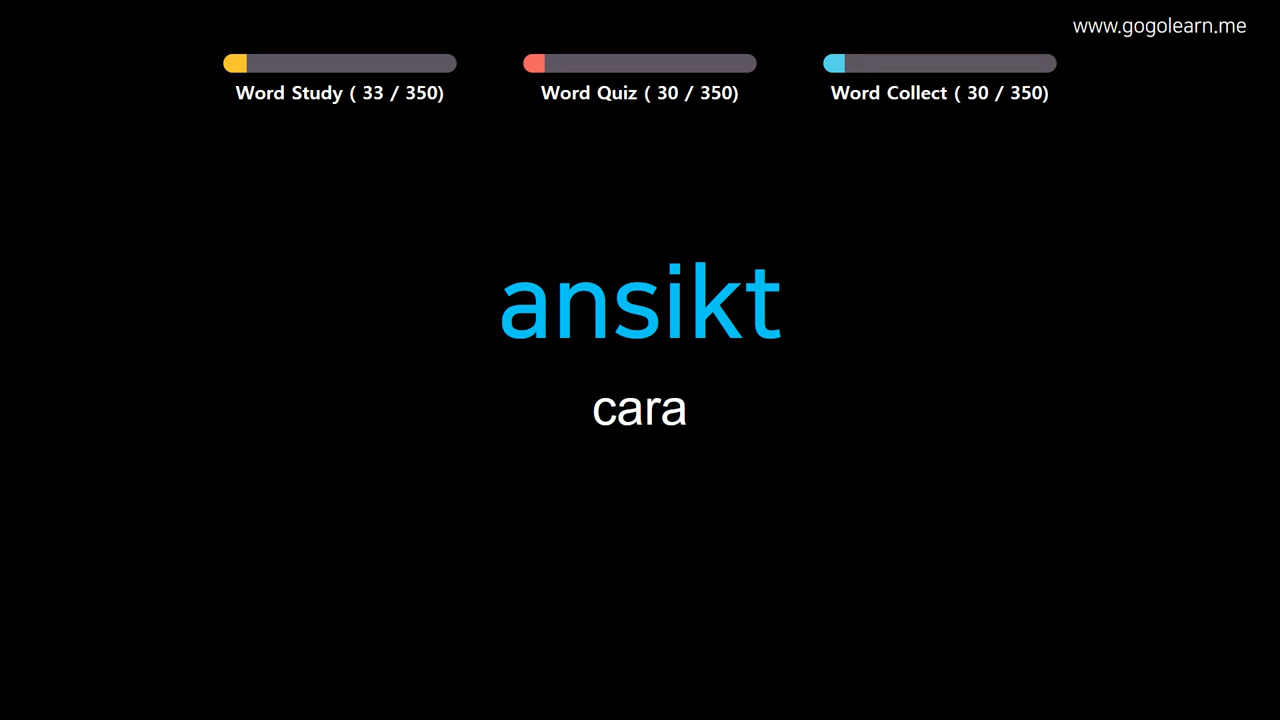 www.gogolearn.me
Word Study ( 33 / 350)
Word Quiz ( 30 / 350)
Word Collect ( 30 / 350)
ansikt
cara